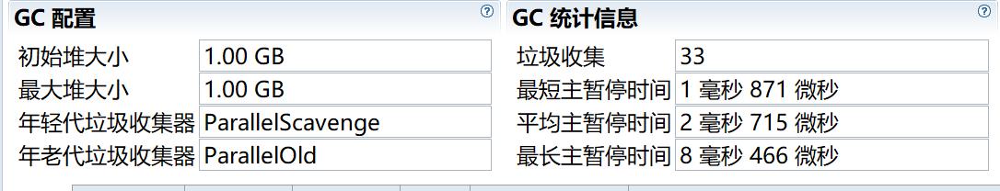 GC 配置
初始堆大小 1.00 GB
最大堆大小 1.00 GB
年轻代垃圾收集器 ParallelScavenge
年老代垃圾收集器 ParallelOld
GC 统计信息
垃圾收集 33
最短主暂停时间 1 毫秒 871 微秒
平均主暂停时间 2 毫秒 715 微秒
最长主暂停时间 8 毫秒 466 微秒